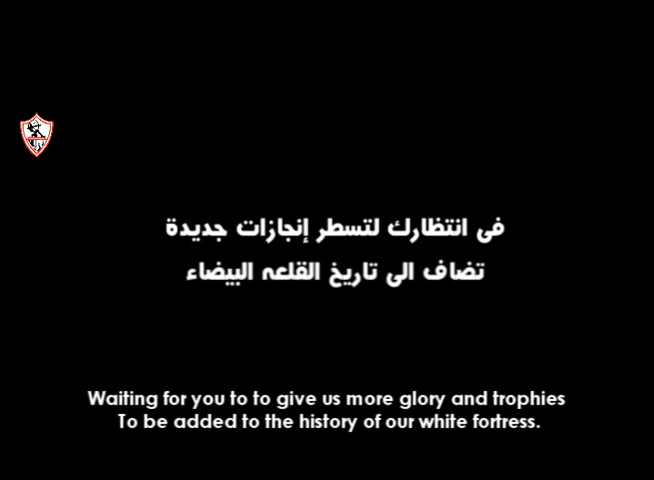 فى انتظارك لتسطر إنجازات جديدة
تضاف الى تاريخ القلعه البيضاء
Waiting for you to to give us more glory and trophies
To be added to the history of our white fortress.